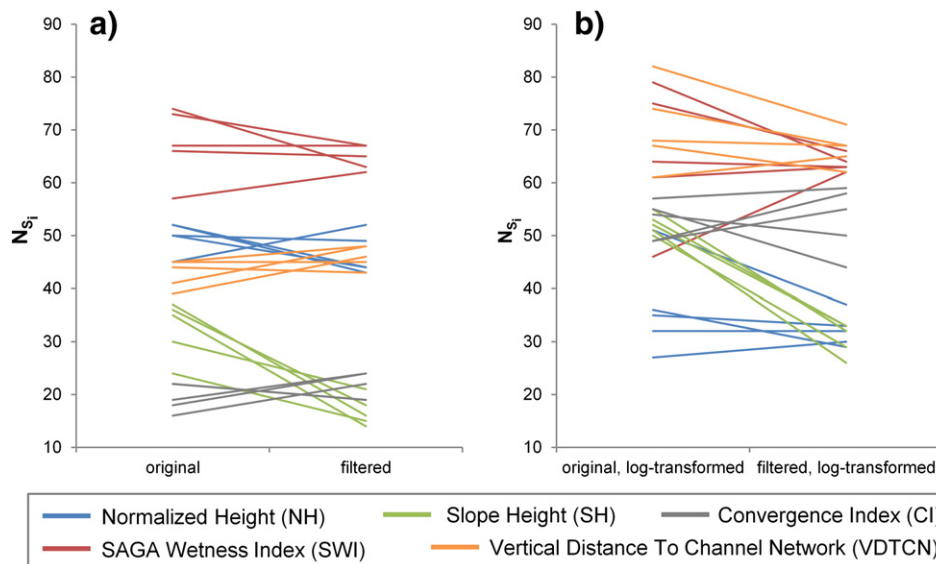 a)
b)
90 90
80 80
70 70
60 60
50 50
40 40
30 30
20 20
10 10
NSi
NSi
original filtered
original, log-transformed filtered, log-transformed
Normalized Height (NH) Slope Height (SH) Convergence Index (CI)
SAGA Wetness Index (SWI) Vertical Distance To Channel Network (VDTCN)